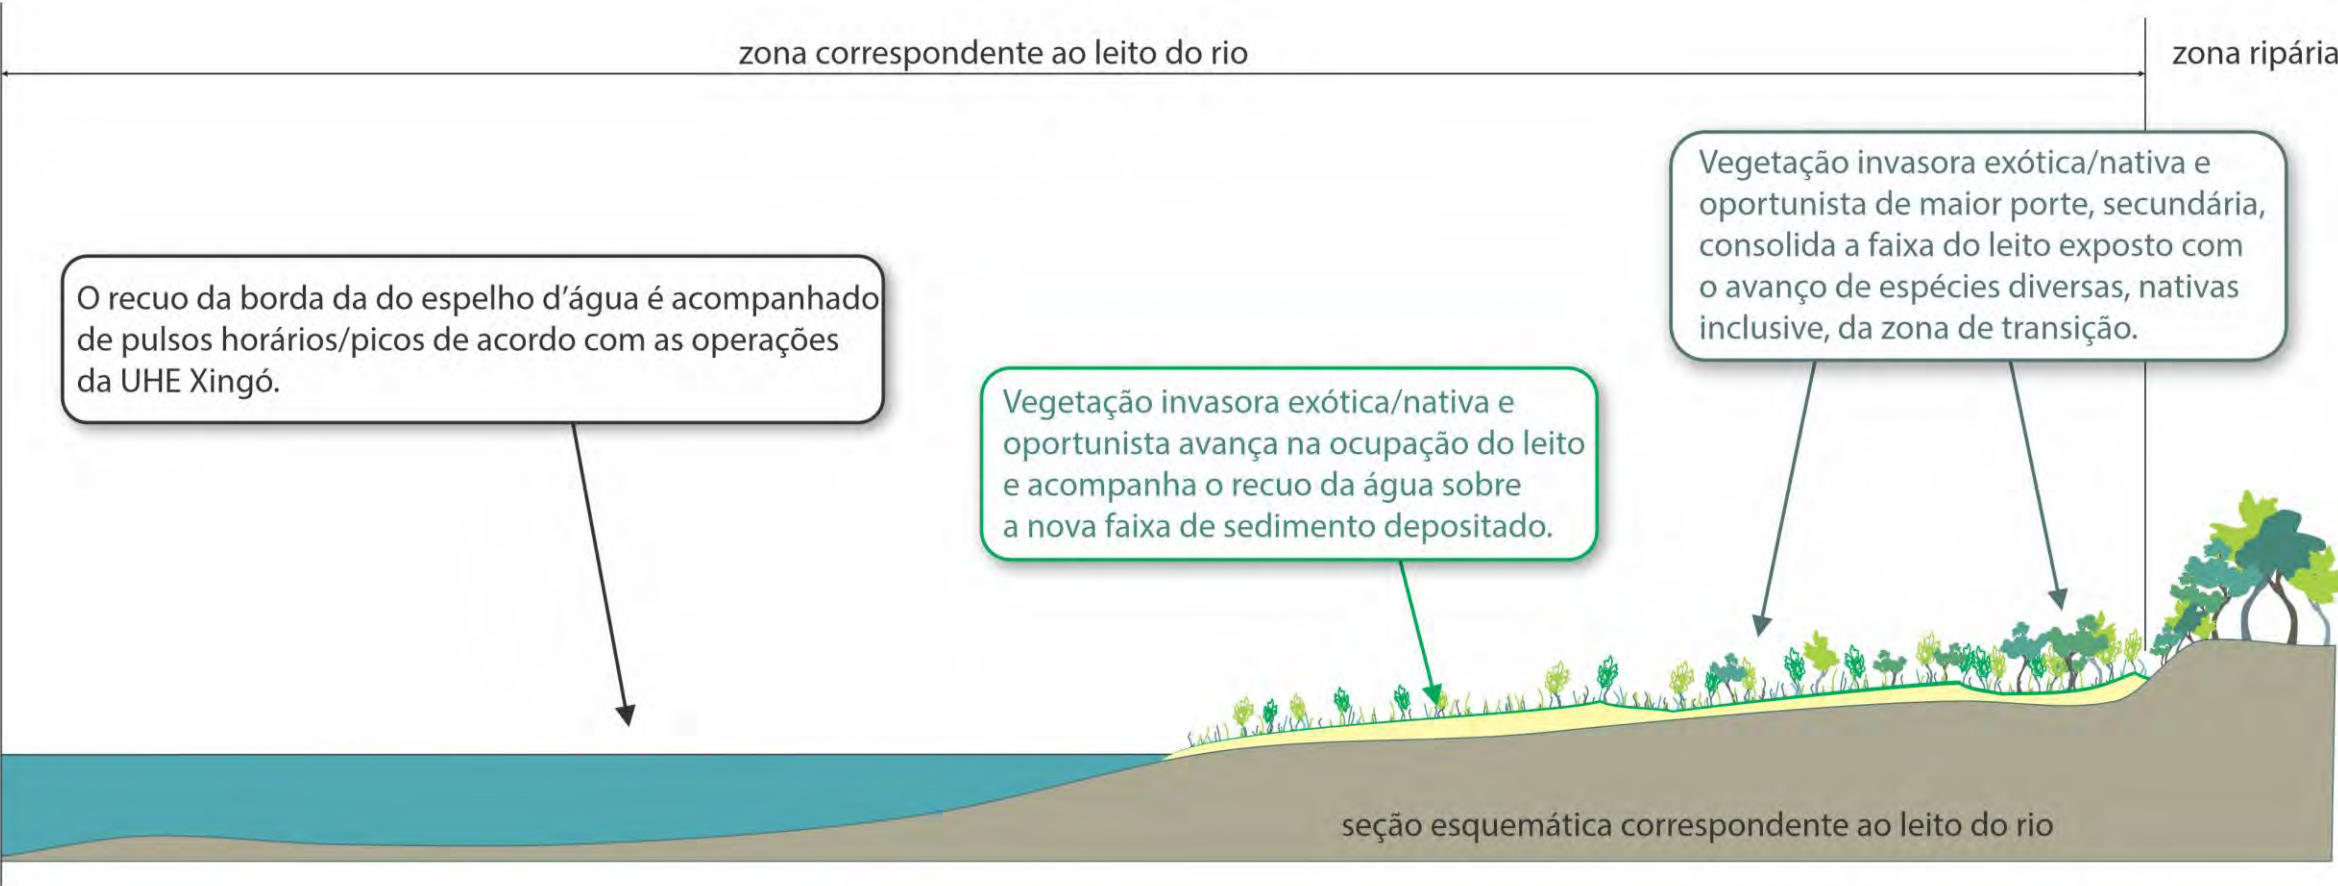 zona correspondente ao leito do rio
zona ripária
Vegetação invasora exótica/nativa e
oportunista de maior porte, secundária,
consolida a faixa do leito exposto com
o avanço de espécies diversas, nativas
inclusive, da zona de transição.
O recuo da borda da do espelho d’água é acompanhado
de pulsos horários/picos de acordo com as operações
da UHE Xingó.
Vegetação invasora exótica/nativa e
oportunista avança na ocupação do leito
e acompanha o recuo da água sobre
a nova faixa de sedimento depositado.
seção esquemática correspondente ao leito do rio